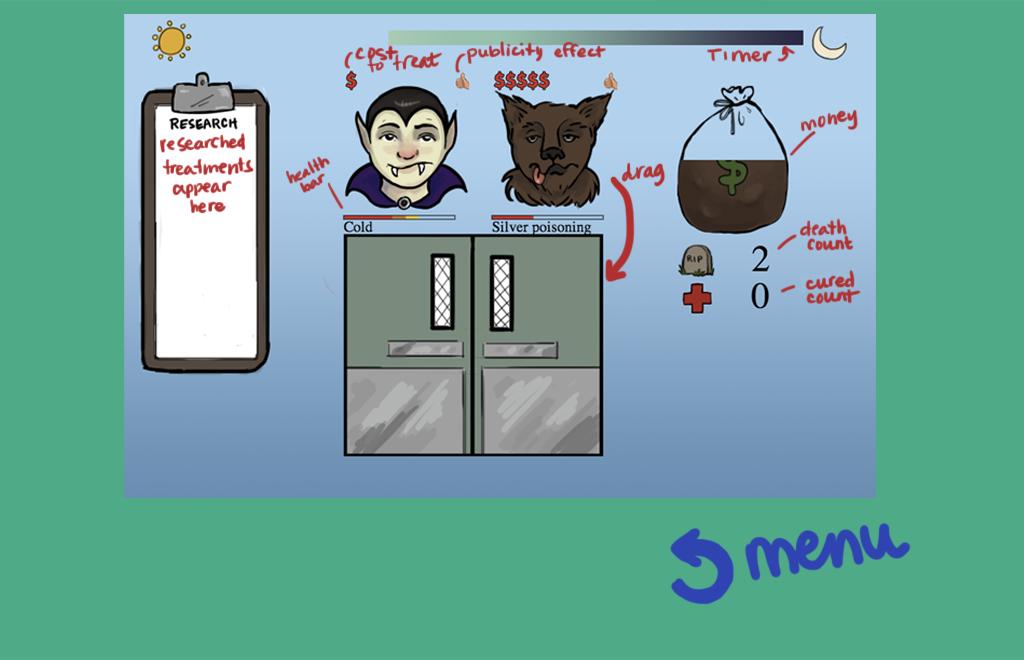 cost
to treat
publicity effect
Timer
$
$$$$$
RESEARCH
researched
treatments
appear
here
health
bar
drag
money
$
Cold
Silver poisoning
RIP
2
death
count
0
cured
count
menu